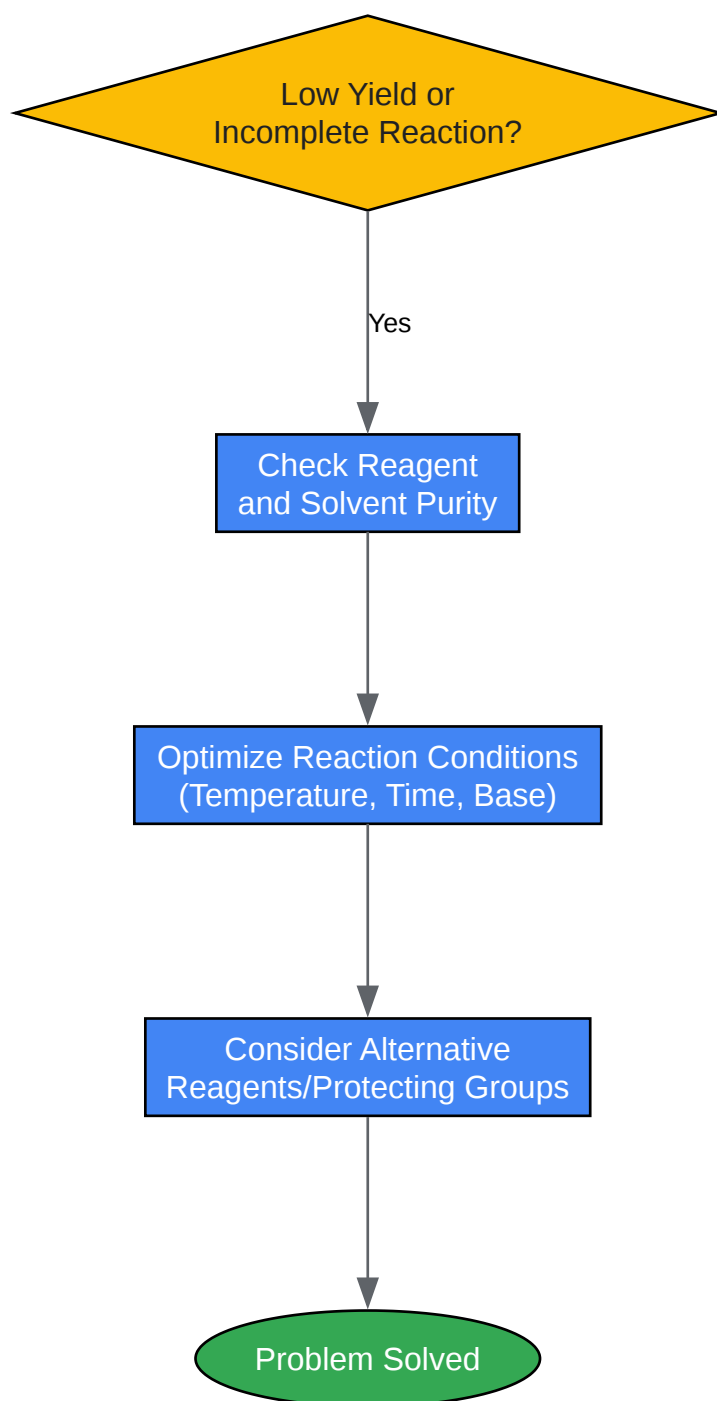 Low Yield or
Incomplete Reaction?
Yes
Check Reagent
and Solvent Purity
Optimize Reaction Conditions
(Temperature, Time, Base)
Consider Alternative
Reagents/Protecting Groups
Problem Solved